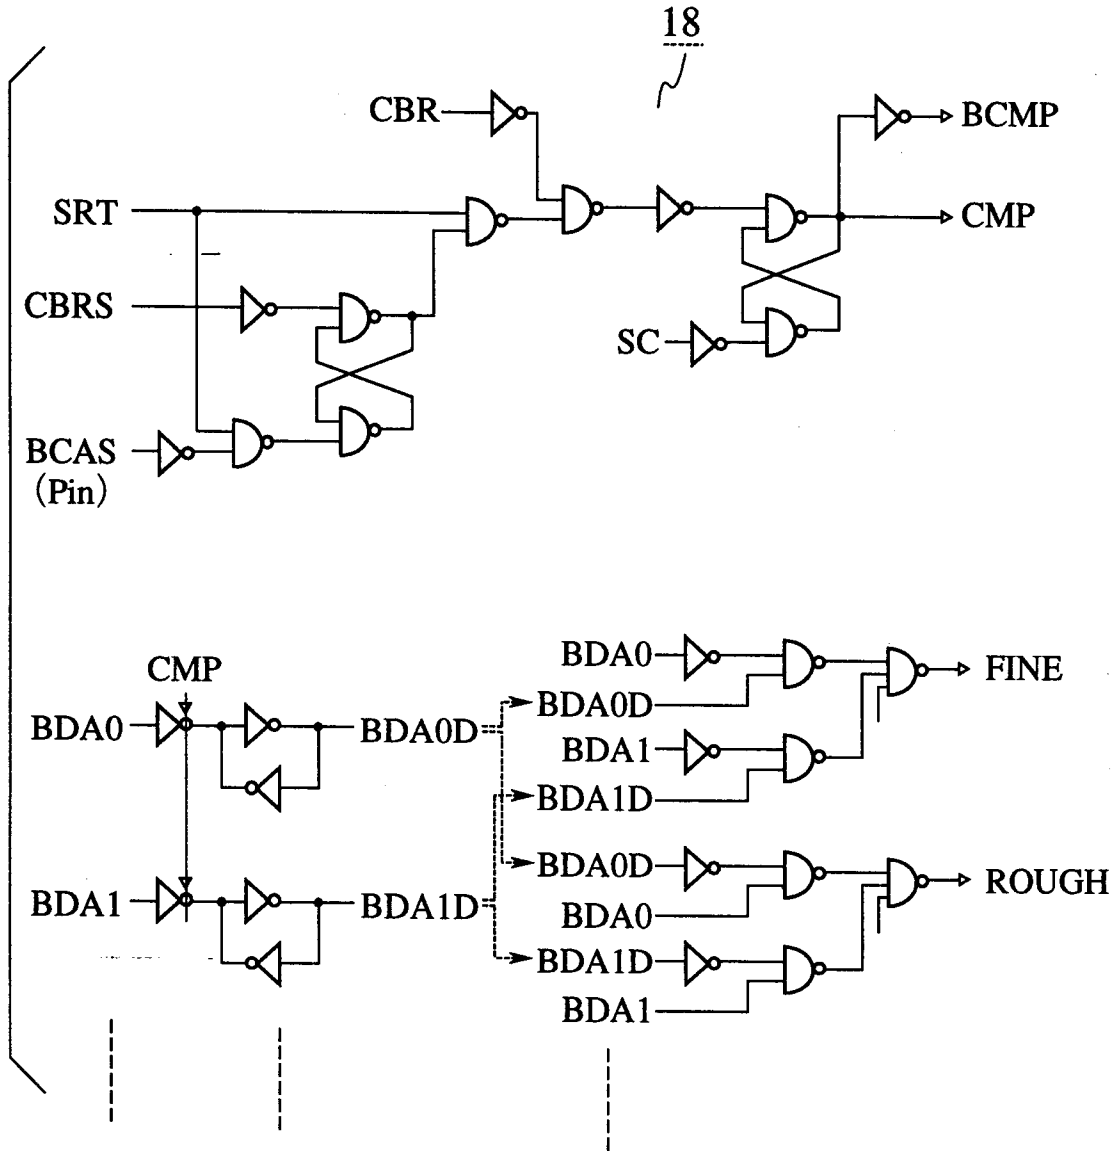 18
CBR
BCMP
SRT
CMP
CBRS
SC
BCAS
(Pin)
CMP
BDA0
BDA0D
BDA1
BDA1D
BDA0
BDA0D
BDA1
BDA1D
FINE
BDA0D
BDA0
BDA1D
BDA1
ROUGH